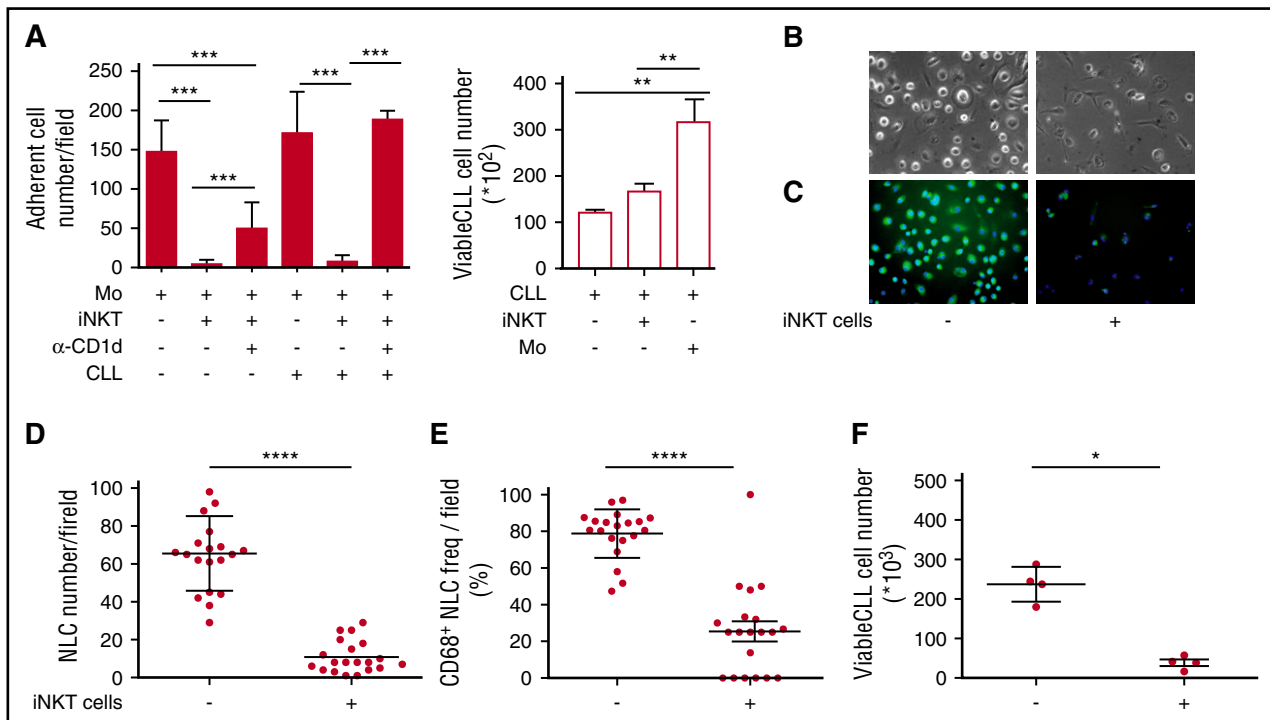 A
Adherent cell
number/field
250
200
150
100
50
0
***
***
***
***
***
Mo + + + + + +
iNKT - + + - + +
α-CD1d - - + - - +
CLL - - - + + +
ViableCLL cell number
(*10²)
400
300
200
100
0
**
**
CLL + + +
iNKT - + -
Mo - - +
B
C
iNKT cells - +
D
NLC number/fireld
100
80
60
40
20
0
****
iNKT cells - +
E
CD68⁺ NLC freq / field
(%)
100
80
60
40
20
0
****
- +
F
ViableCLL cell number
(*10³)
500
400
300
200
100
0
*
- +